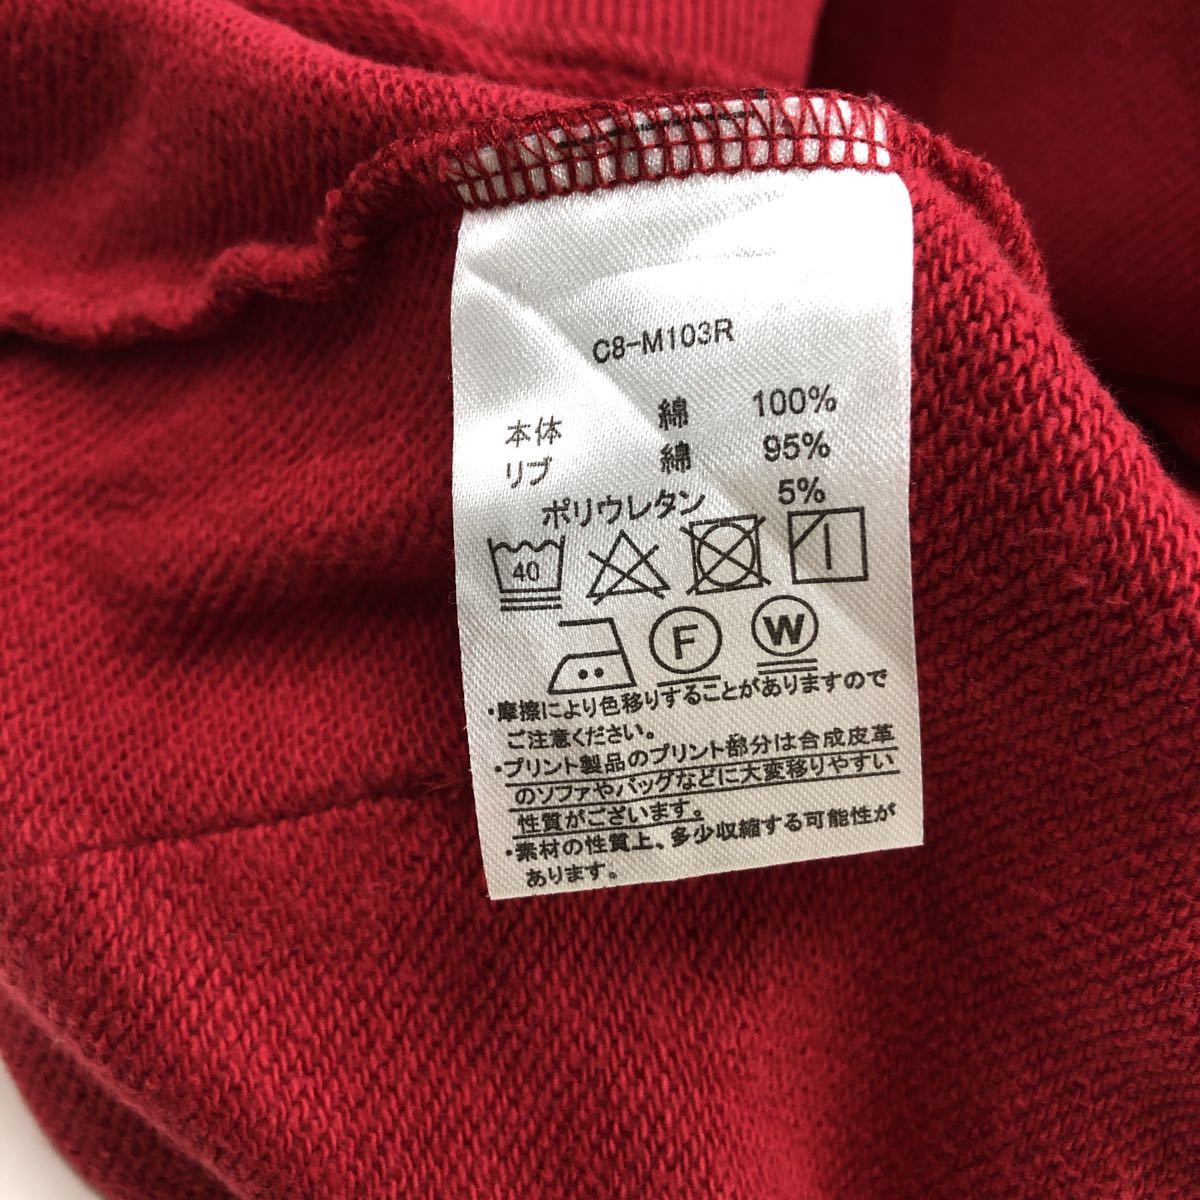 C8-M103R
本体 綿 100%
リブ 綿 95%
ポリウレタン 5%
40
F W
・摩擦により色移りすることがありますので
ご注意ください。
・プリント製品のプリント部分は合成皮革
のソファやバッグなどに大変移りやすい
性質がございます。
・素材の性質上、多少収縮する可能性が
あります。